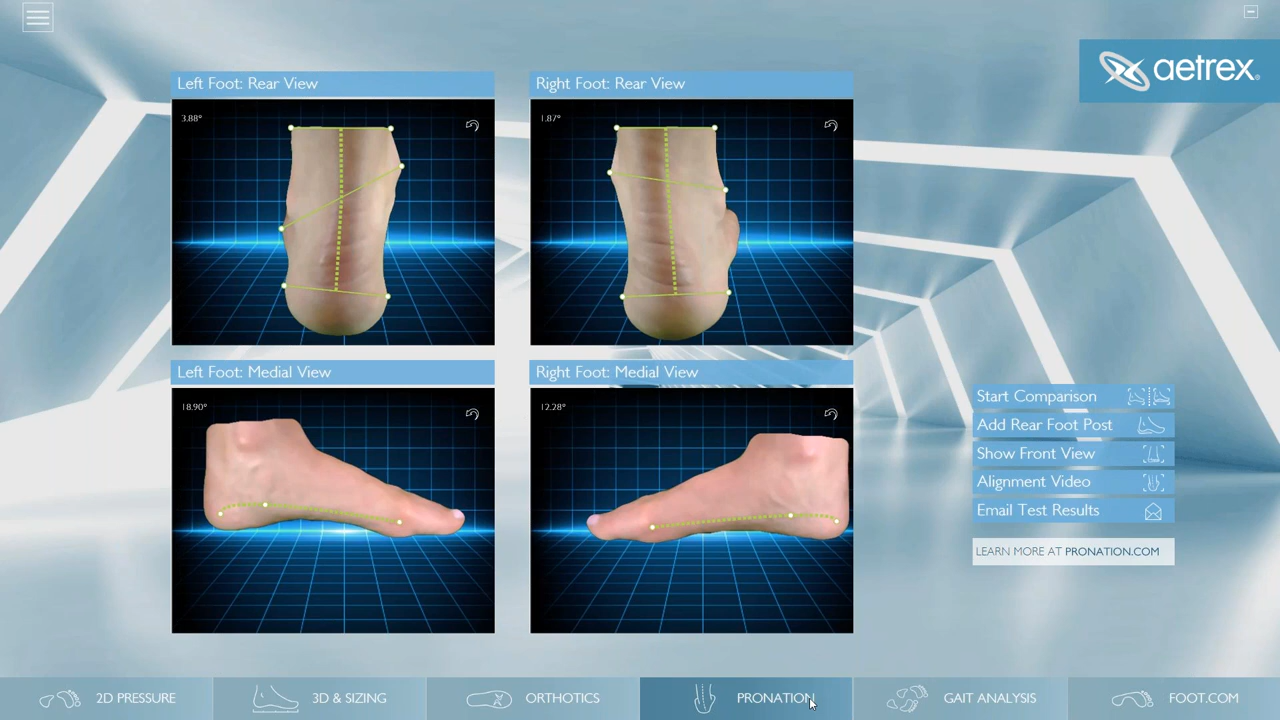 aetrex®
Left Foot: Rear View
3.88°
Right Foot: Rear View
1.87°
Left Foot: Medial View
18.90°
Right Foot: Medial View
12.28°
Start Comparison
Add Rear Foot Post
Show Front View
Alignment Video
Email Test Results
LEARN MORE AT PRONATION.COM
2D PRESSURE
3D & SIZING
ORTHOTICS
PRONATION
GAIT ANALYSIS
FOOT.COM